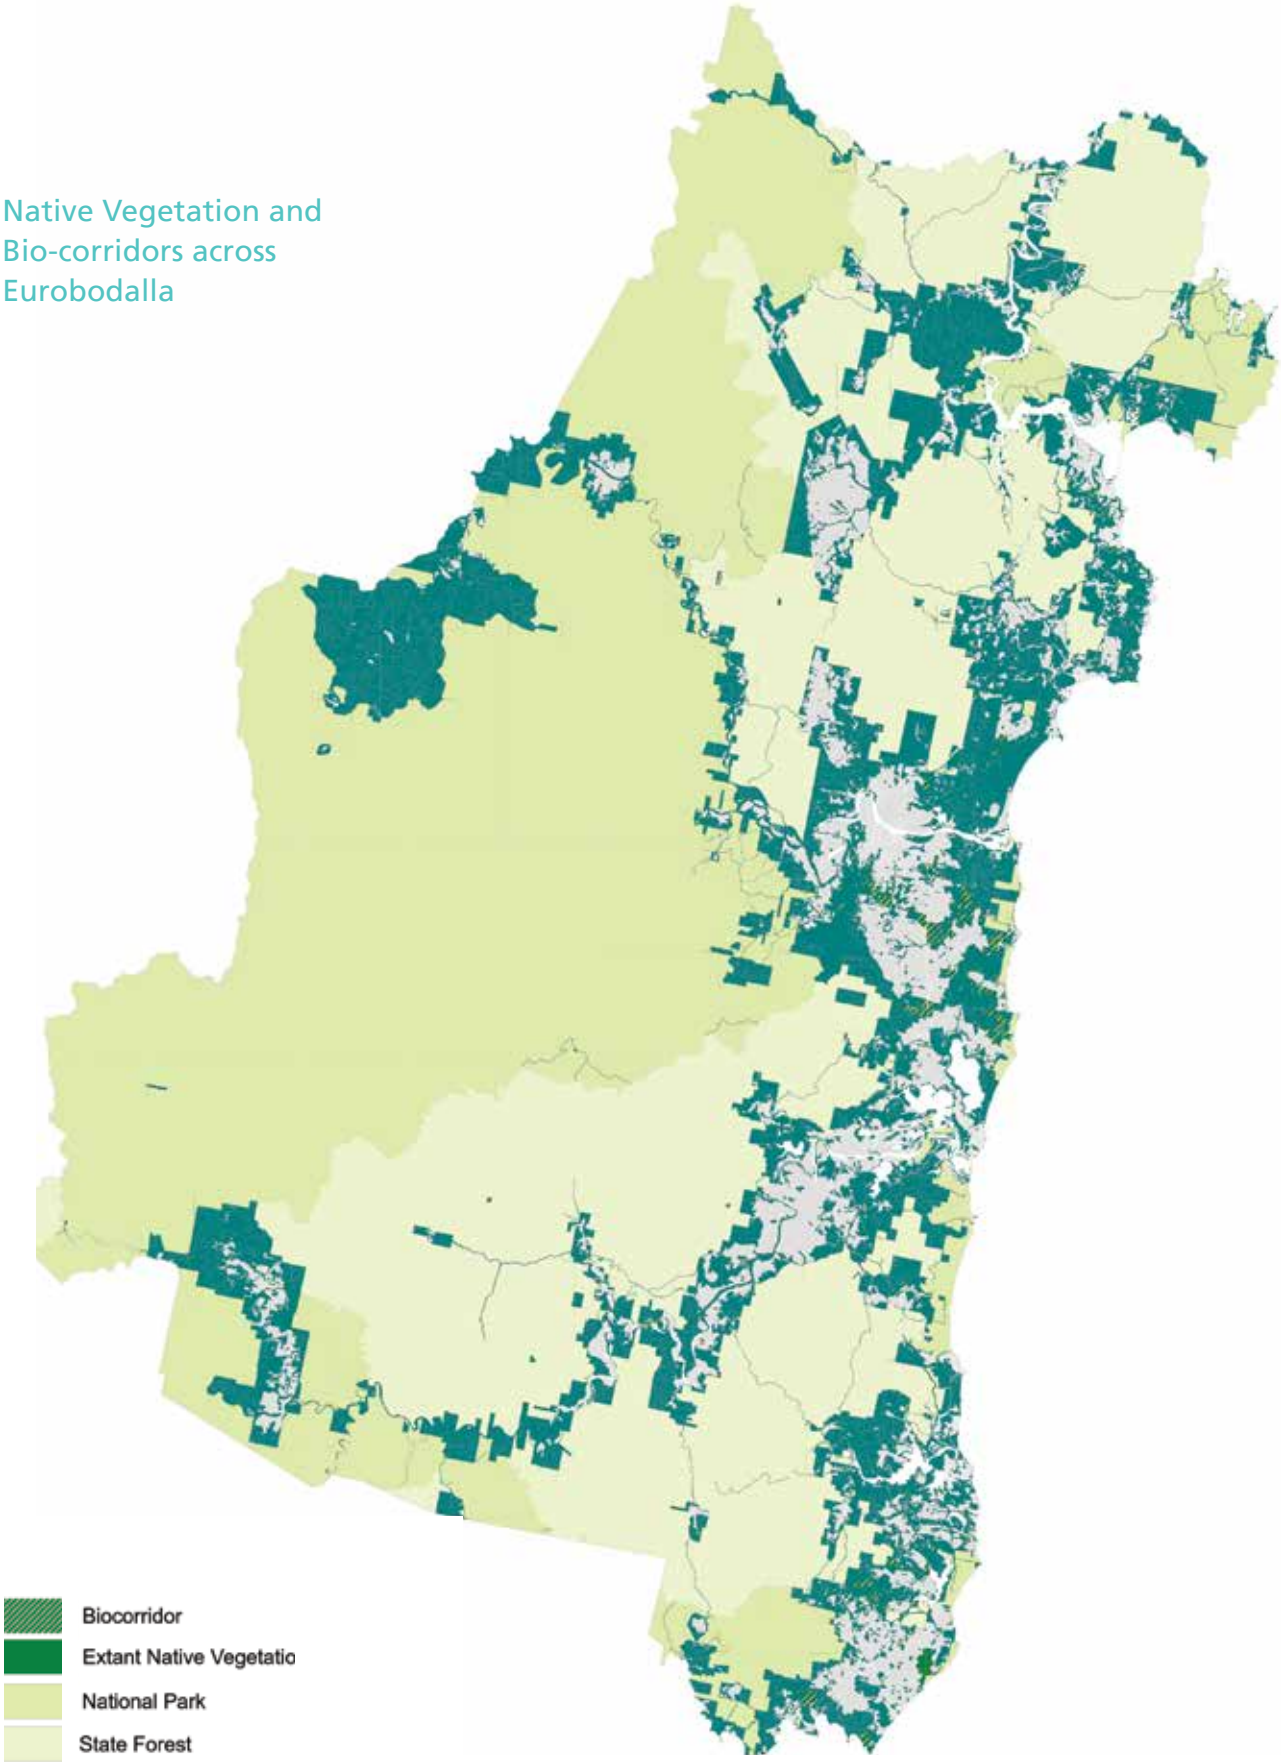 Native Vegetation and
Bio-corridors across
Eurobodalla
Biocorridor
Extant Native Vegetatio
National Park
State Forest